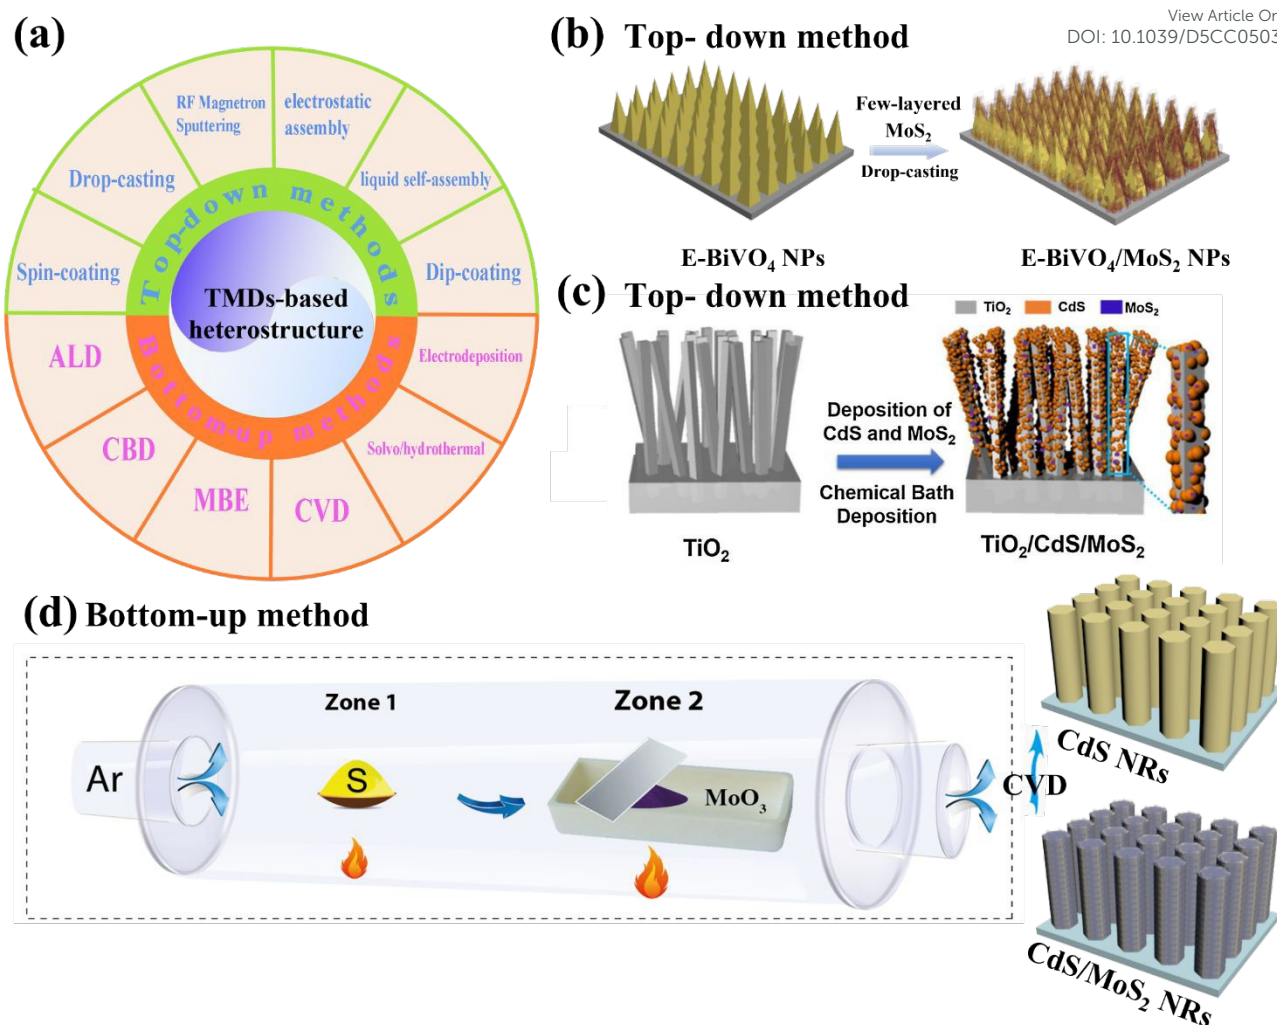 View Article On
DOI: 10.1039/D5CC0503
(a)
RF Magnetron
Sputtering
electrostatic
assembly
Drop-casting
liquid self-assembly
Spin-coating
Dip-coating
Top-down methods
TMDs-based
heterostructure
Bottom-up methods
ALD
Electrodeposition
CBD
Solvo/hydrothermal
MBE
CVD
(b) Top- down method
Few-layered
MoS₂
Drop-casting
E-BiVO₄ NPs
E-BiVO₄/MoS₂ NPs
(c) Top- down method
TiO₂ CdS MoS₂
Deposition of
CdS and MoS₂
Chemical Bath
Deposition
TiO₂
TiO₂/CdS/MoS₂
(d) Bottom-up method
Zone 1
Zone 2
Ar
S
MoO₃
CVD
CdS NRs
CdS/MoS₂ NRs